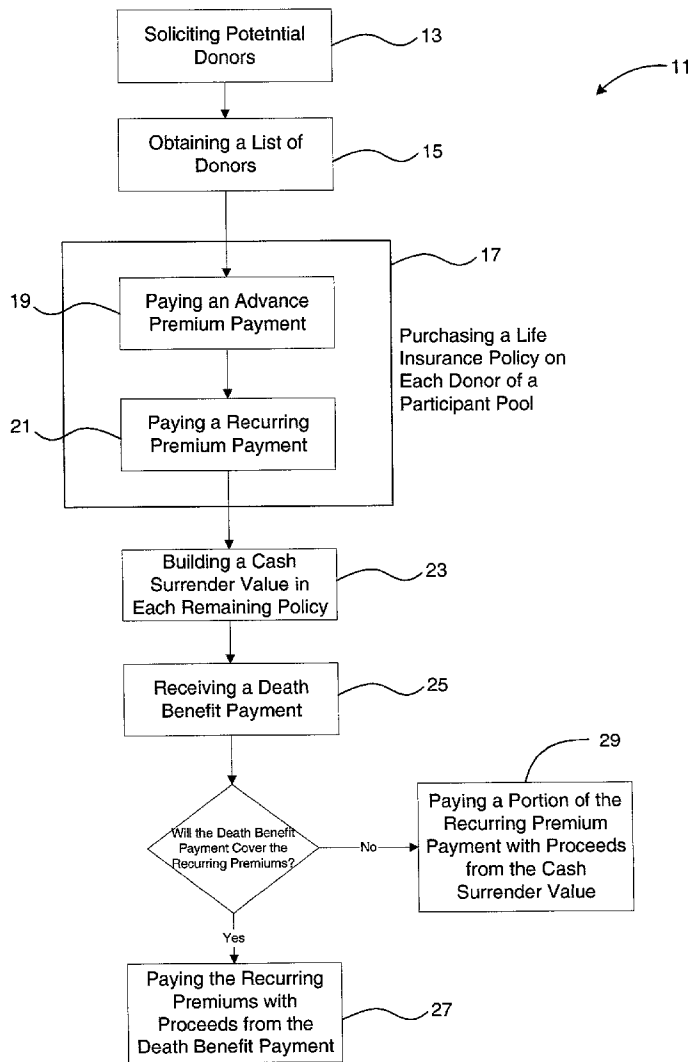 Soliciting Potetntial
Donors
13
11
Obtaining a List of
Donors
15
17
19
Paying an Advance
Premium Payment
Purchasing a Life
Insurance Policy on
Each Donor of a
Participant Pool
21
Paying a Recurring
Premium Payment
Building a Cash
Surrender Value in
Each Remaining Policy
23
Receiving a Death
Benefit Payment
25
29
Will the Death Benefit
Payment Cover the
Recurring Premiums?
No
Paying a Portion of the
Recurring Premium
Payment with Proceeds
from the Cash
Surrender Value
Yes
Paying the Recurring
Premiums with
Proceeds from the
Death Benefit Payment
27